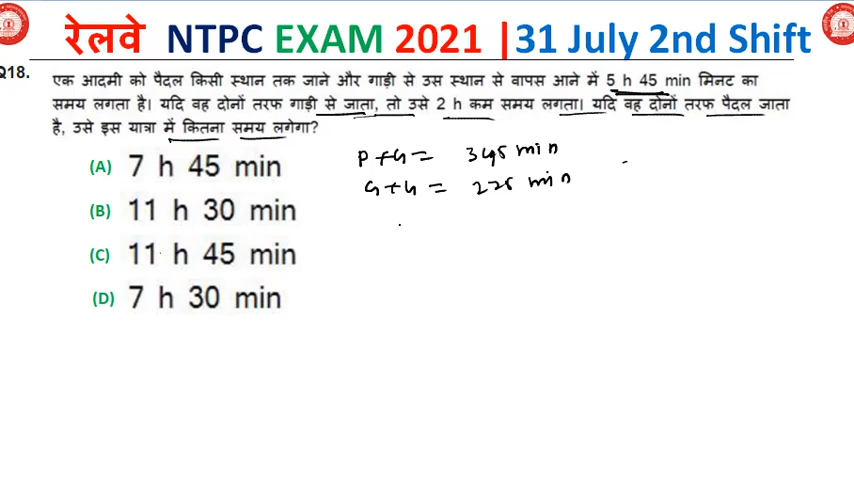 रेलवे NTPC EXAM 2021 |31 July 2nd Shift
Q18.
एक आदमी को पैदल किसी स्थान तक जाने और गाड़ी से उस स्थान से वापस आने में 5 h 45 min मिनट का
समय लगता है। यदि वह दोनों तरफ गाड़ी से जाता, तो उसे 2 h कम समय लगता। यदि वह दोनों तरफ पैदल जाता
है, उसे इस यात्रा में कितना समय लगेगा?
P+G= 345 min
(A) 7 h 45 min
G+G = 225 min
(B) 11 h 30 min
(C) 11 h 45 min
(D) 7 h 30 min